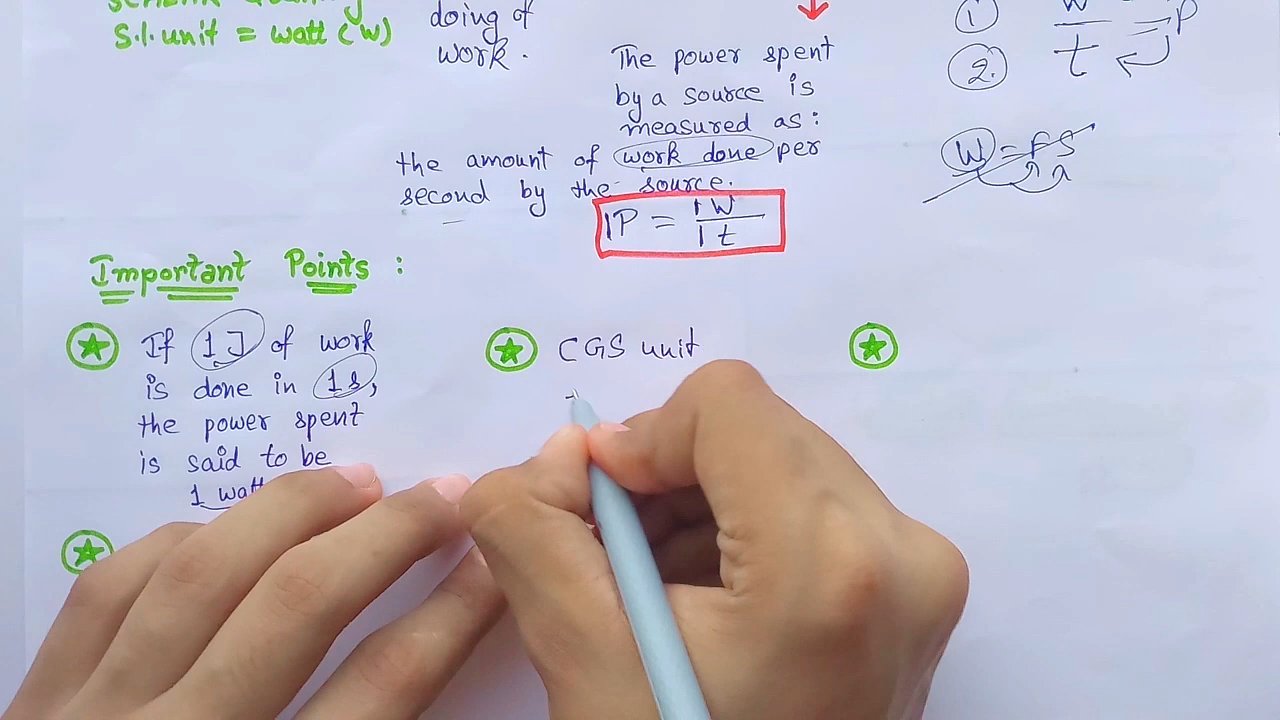 S.I. unit = watt (W)
doing of
work.
The power spent
by a source is
measured as:
the amount of work done per
second by the source.
1P = 1W
1t
1
W = P
t
2.
W = F S
Important Points :
If 1J of work
is done in 1s,
the power spent
is said to be
1 watt
CGS unit